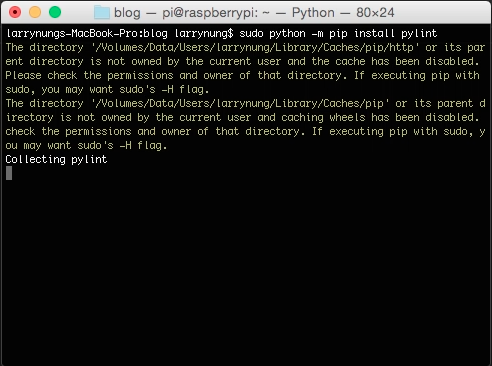 blog — pi@raspberrypi: ~ — Python — 80×24
larrynungs-MacBook-Pro:blog larrynung$ sudo python -m pip install pylint
The directory '/Volumes/Data/Users/larrynung/Library/Caches/pip/http' or its par
ent directory is not owned by the current user and the cache has been disabled.
Please check the permissions and owner of that directory. If executing pip with
sudo, you may want sudo's -H flag.
The directory '/Volumes/Data/Users/larrynung/Library/Caches/pip' or its parent d
irectory is not owned by the current user and caching wheels has been disabled.
check the permissions and owner of that directory. If executing pip with sudo, y
ou may want sudo's -H flag.
Collecting pylint